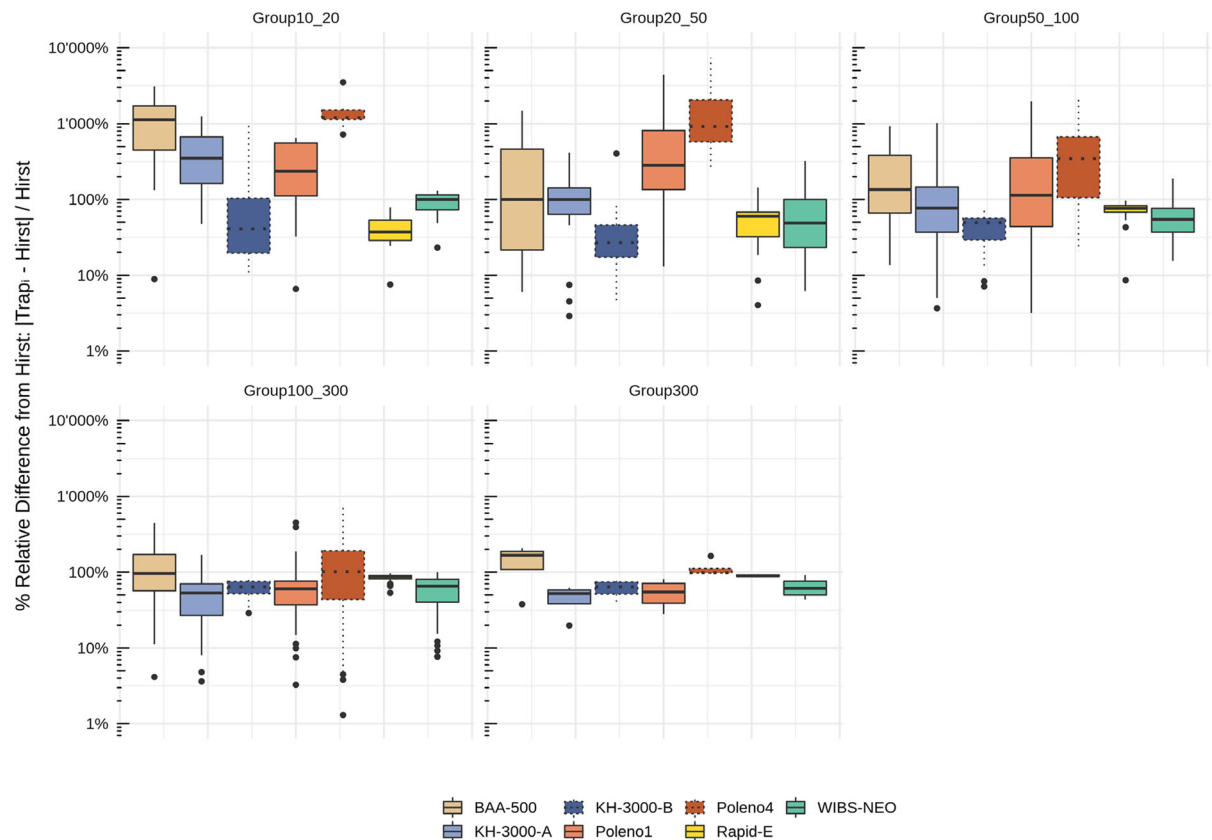 Group10_20
Group20_50
Group50_100
10'000%
1'000%
100%
10%
1%
Group100_300
Group300
10'000%
1'000%
100%
10%
1%
% Relative Difference from Hirst: |Trapᵢ - Hirst| / Hirst
BAA-500
KH-3000-B
Poleno4
WIBS-NEO
KH-3000-A
Poleno1
Rapid-E